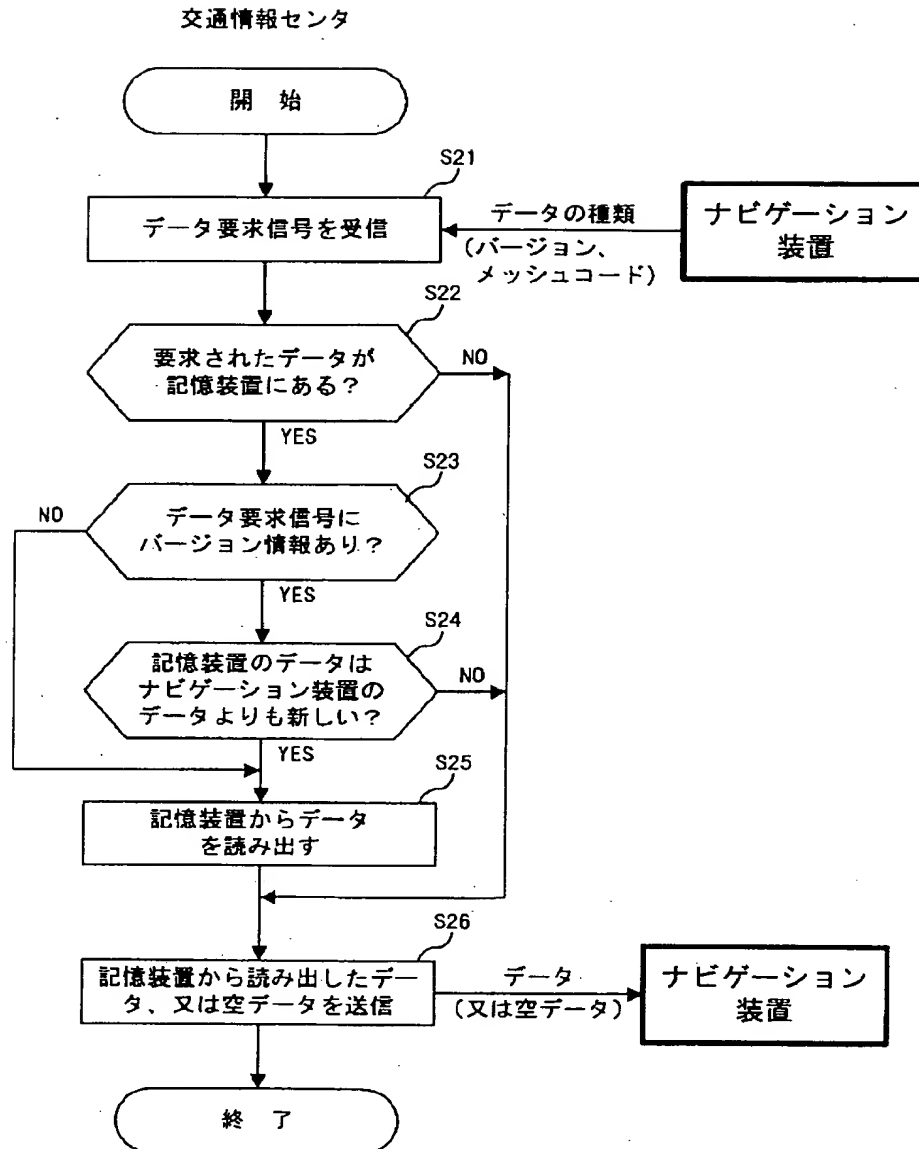 交通情報センタ
開 始
S21
データ要求信号を受信
データの種類
(バージョン、
メッシュコード)
ナビゲーション
装置
S22
要求されたデータが
記憶装置にある?
NO
YES
S23
データ要求信号に
バージョン情報あり?
NO
YES
S24
記憶装置のデータは
ナビゲーション装置の
データよりも新しい?
NO
YES
S25
記憶装置からデータ
を読み出す
S26
記憶装置から読み出したデー
タ、又は空データを送信
データ
(又は空データ)
ナビゲーション
装置
終 了